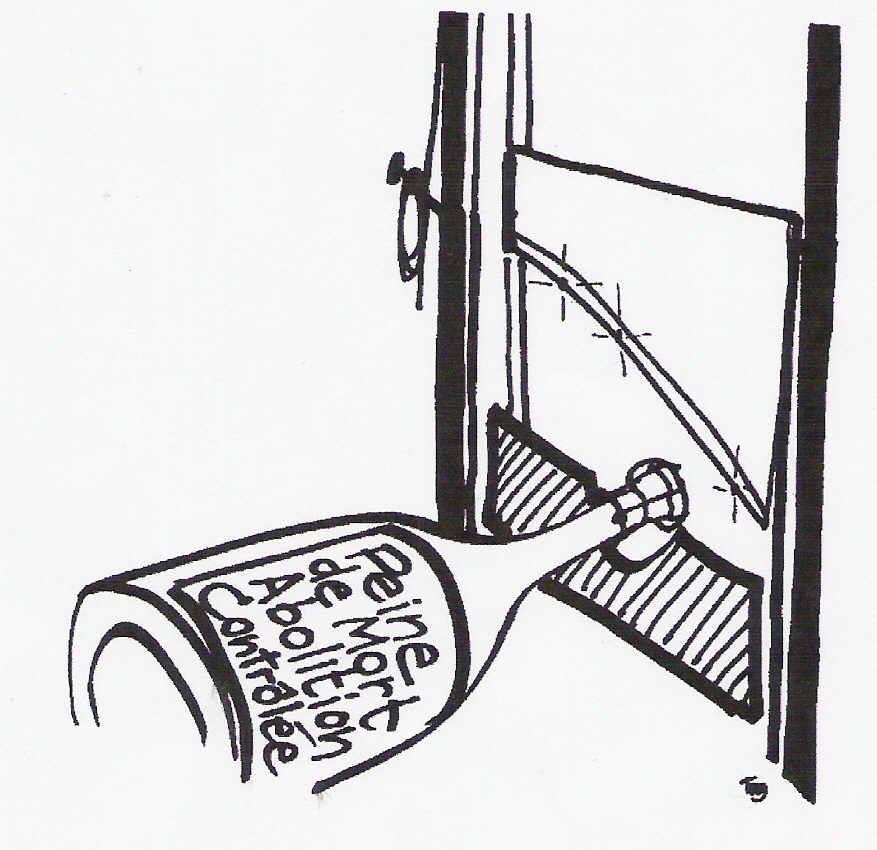 Peine
de Mort
Abolition
Contrôlée